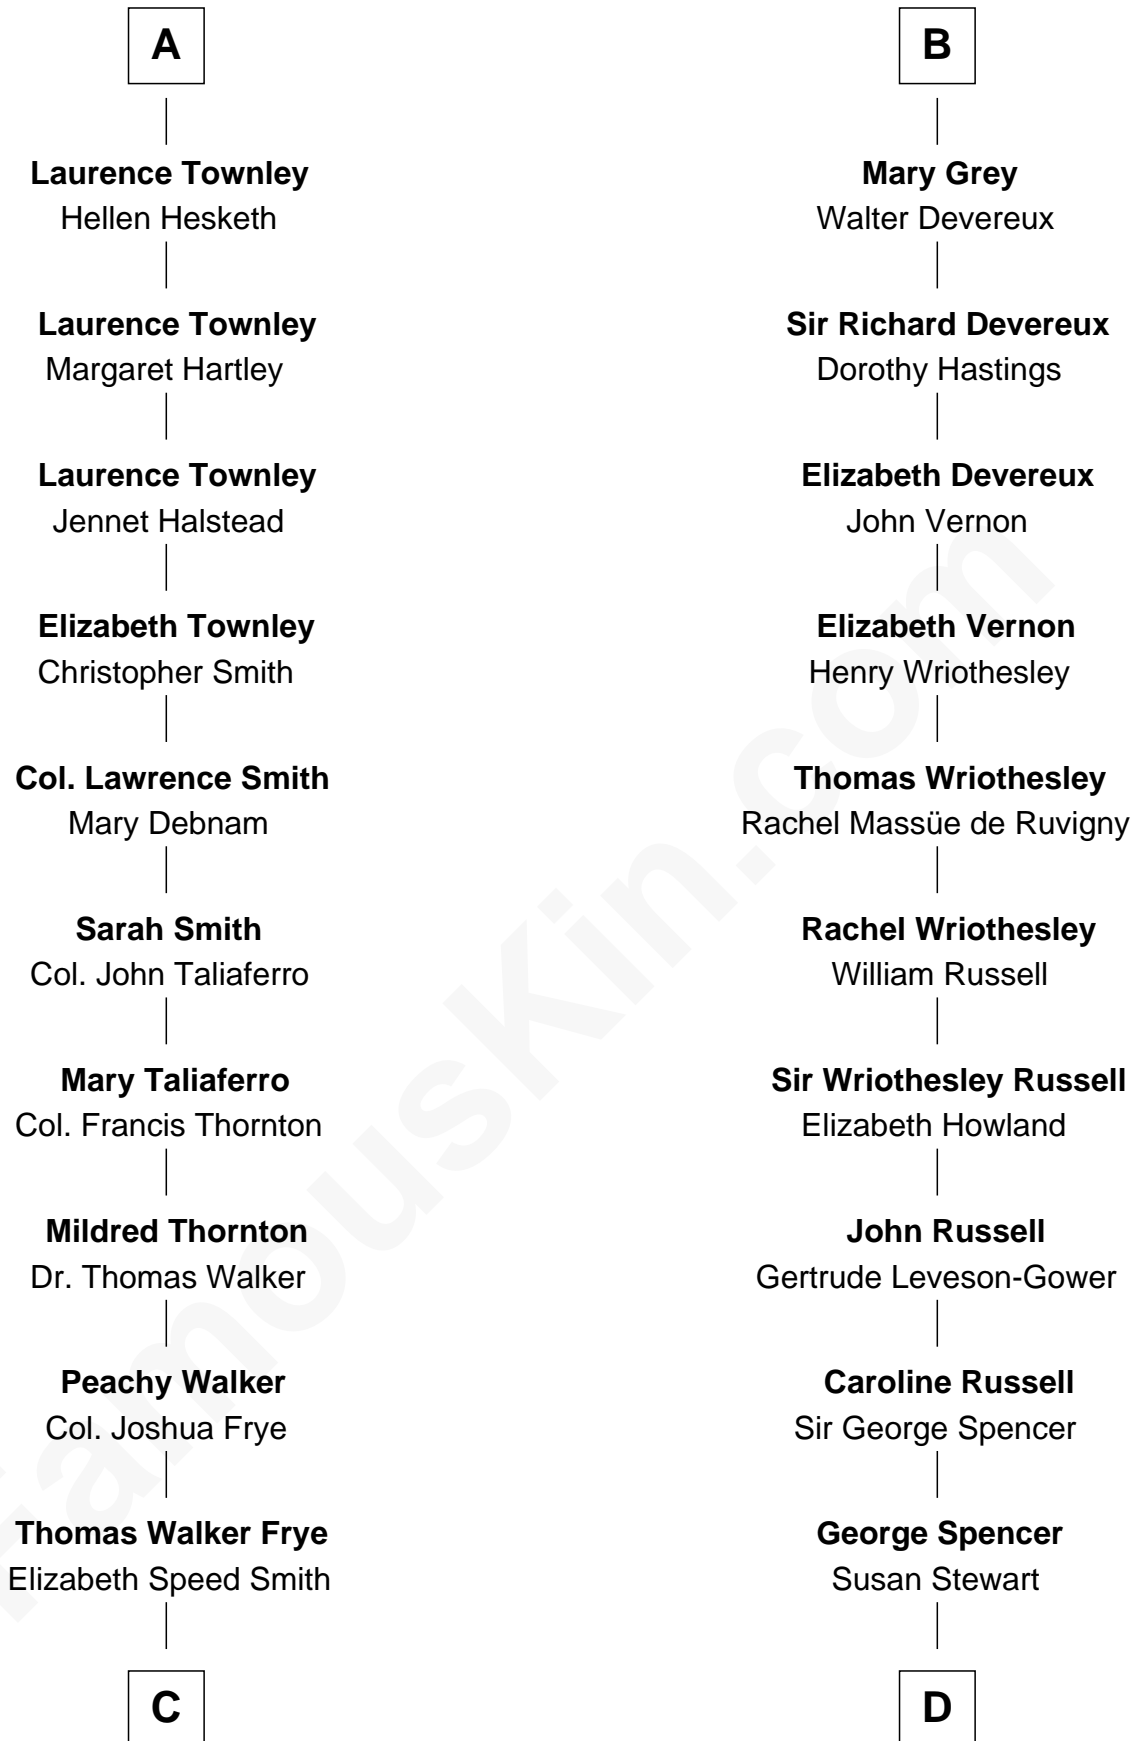 A
Laurence Townley
Hellen Hesketh
Laurence Townley
Margaret Hartley
Laurence Townley
Jennet Halstead
Elizabeth Townley
Christopher Smith
Col. Lawrence Smith
Mary Debnam
Sarah Smith
Col. John Taliaferro
Mary Taliaferro
Col. Francis Thornton
Mildred Thornton
Dr. Thomas Walker
Peachy Walker
Col. Joshua Frye
Thomas Walker Frye
Elizabeth Speed Smith
C
B
Mary Grey
Walter Devereux
Sir Richard Devereux
Dorothy Hastings
Elizabeth Devereux
John Vernon
Elizabeth Vernon
Henry Wriothesley
Thomas Wriothesley
Rachel Massüe de Ruvigny
Rachel Wriothesley
William Russell
Sir Wriothesley Russell
Elizabeth Howland
John Russell
Gertrude Leveson-Gower
Caroline Russell
Sir George Spencer
George Spencer
Susan Stewart
D
FamousKin.com